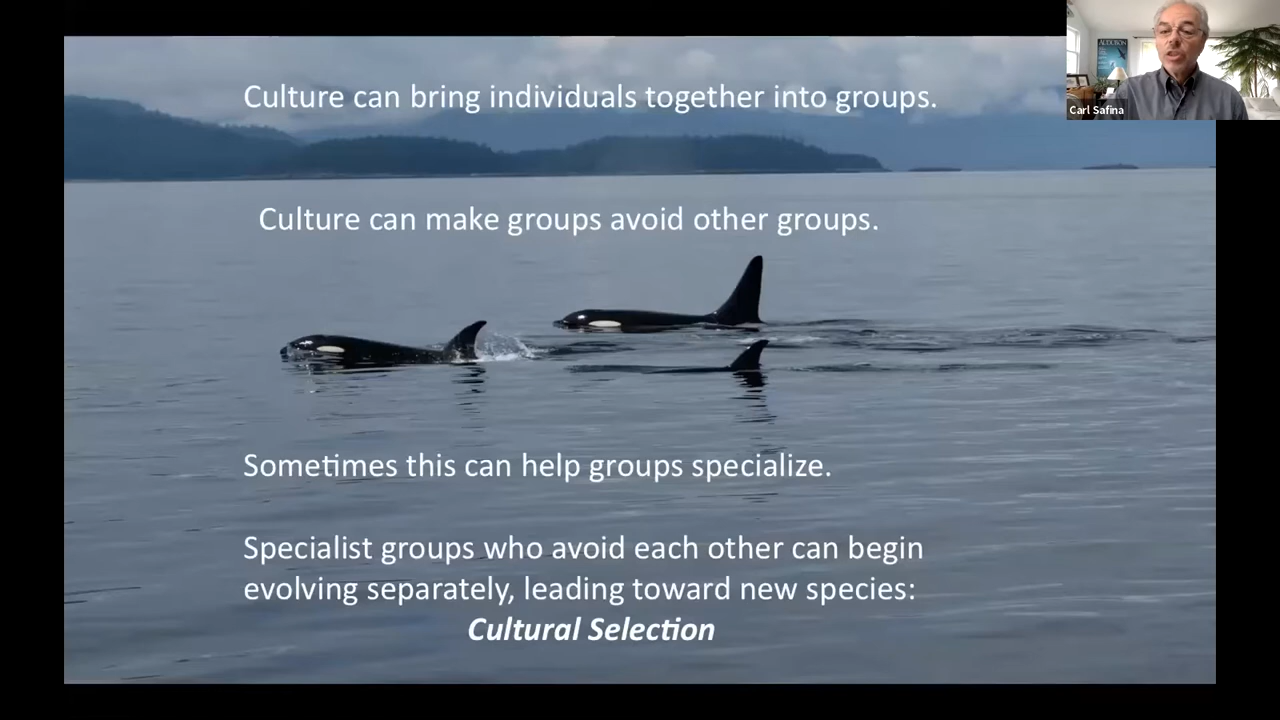 AUDUBON
Carl Safina
Culture can bring individuals together into groups.
Culture can make groups avoid other groups.
Sometimes this can help groups specialize.
Specialist groups who avoid each other can begin
evolving separately, leading toward new species:
Cultural Selection